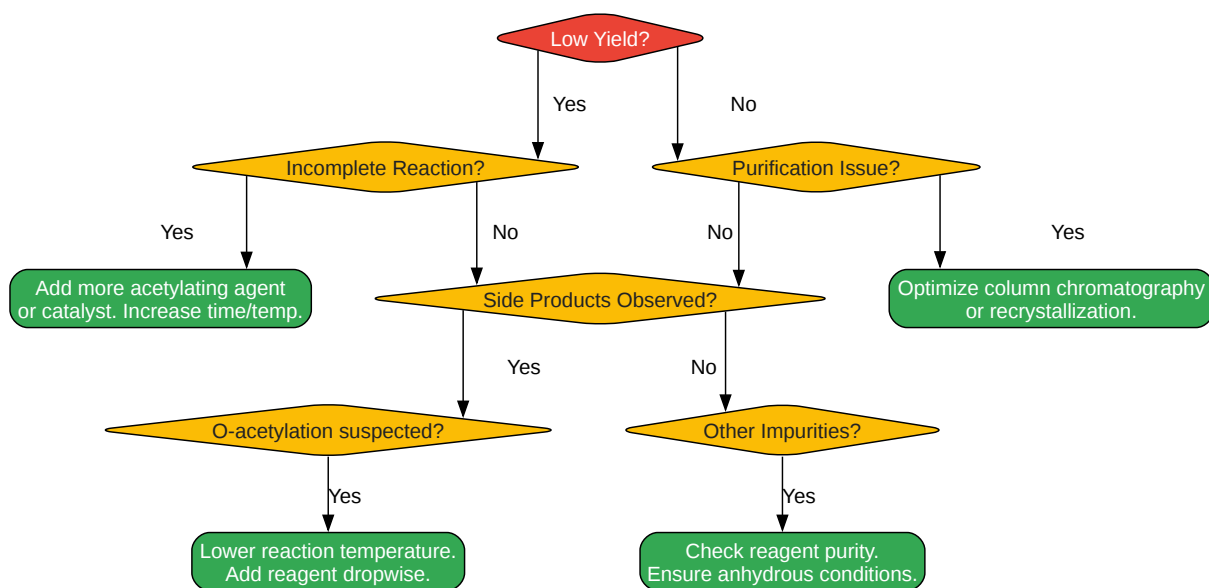 Low Yield?
Yes
No
Incomplete Reaction?
Purification Issue?
Yes
No
No
Yes
Add more acetylating agent
or catalyst. Increase time/temp.
Side Products Observed?
Optimize column chromatography
or recrystallization.
Yes
No
O-acetylation suspected?
Other Impurities?
Yes
Yes
Lower reaction temperature.
Add reagent dropwise.
Check reagent purity.
Ensure anhydrous conditions.